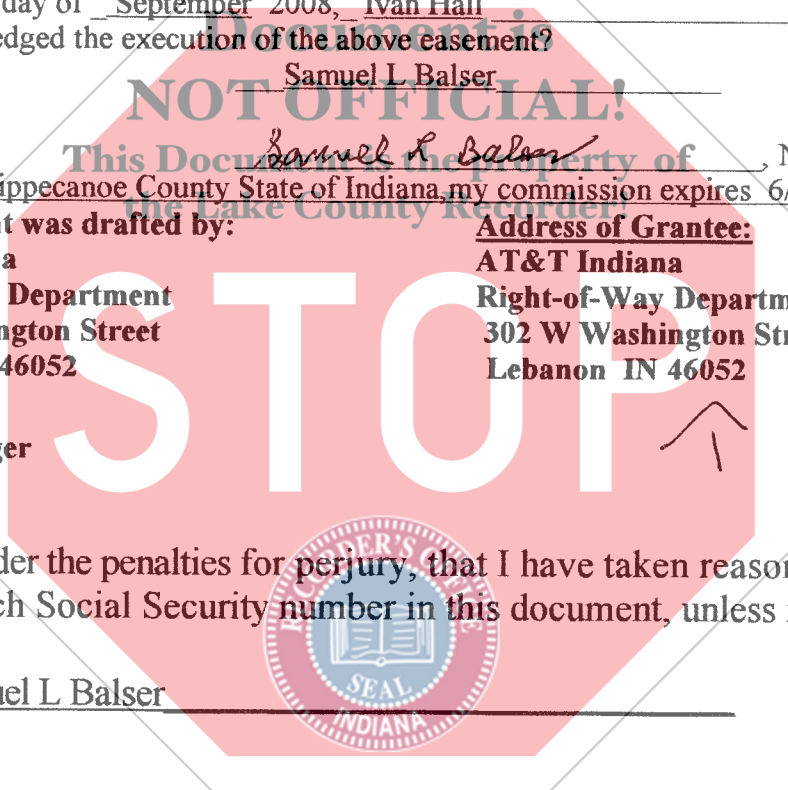 day of September 2008, Ivan Hall
edged the execution of the above easement?
Document is
Samuel L Balser
NOT OFFICIAL!
Samuel L Balser, N
This Document is the property of
ippecanoe County State of Indiana, my commission expires 6/
the Lake County Recorder!
t was drafted by:
Address of Grantee:
a
AT&T Indiana
Department
Right-of-Way Departm
ngton Street
302 W Washington Str
46052
Lebanon IN 46052
STOP
ger
der the penalties for perjury, that I have taken reason
ch Social Security number in this document, unless
RECORDER'S OFFICE
SEAL
INDIANA
uel L Balser